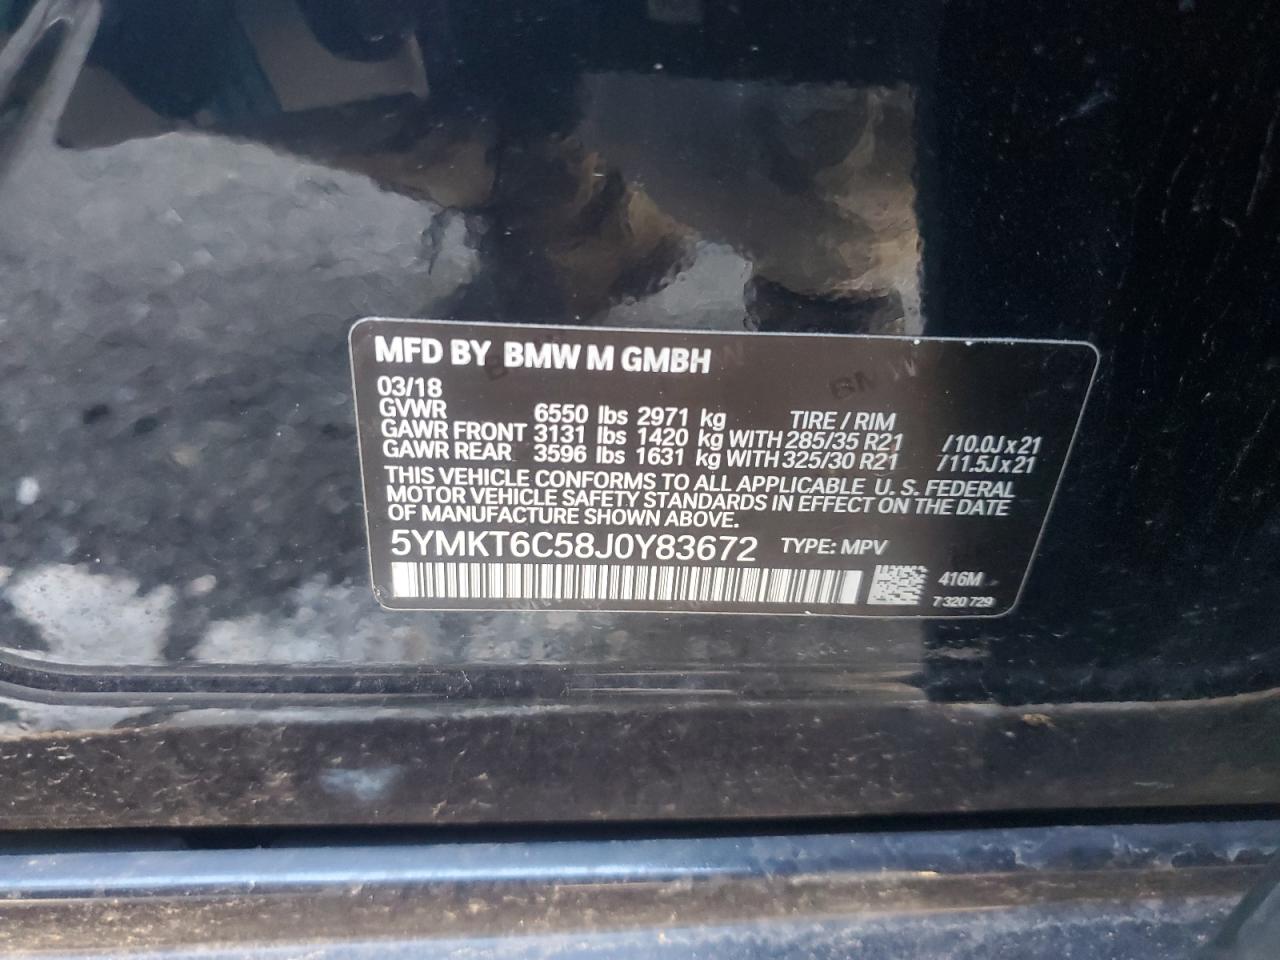 MFD BY BMW M GMBH
03/18
GVWR 6550 lbs 2971 kg TIRE / RIM
GAWR FRONT 3131 lbs 1420 kg WITH 285/35 R21 /10.0J x 21
GAWR REAR 3596 lbs 1631 kg WITH 325/30 R21 /11.5J x 21
THIS VEHICLE CONFORMS TO ALL APPLICABLE U. S. FEDERAL
MOTOR VEHICLE SAFETY STANDARDS IN EFFECT ON THE DATE
OF MANUFACTURE SHOWN ABOVE.
5YMKT6C58J0Y83672 TYPE: MPV
416M
7 320 729